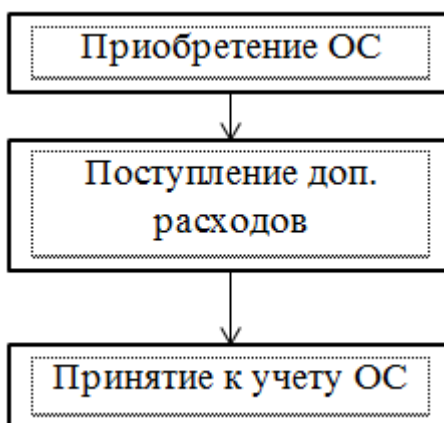 Приобретение ОС
Поступление доп.
расходов
Принятие к учету ОС